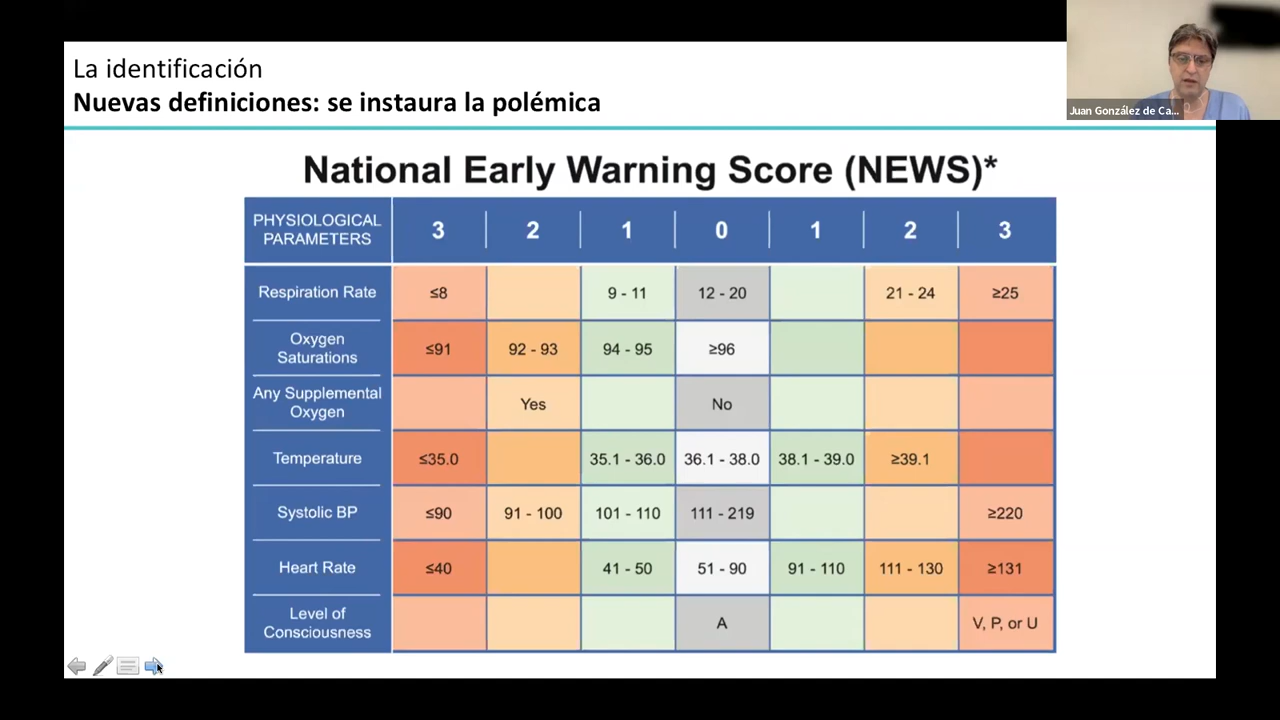 La identificación
Nuevas definiciones: se instaura la polémica
Juan González de Ca...
National Early Warning Score (NEWS)*
PHYSIOLOGICAL
PARAMETERS
3 2 1 0 1 2 3
Respiration Rate ≤8 9 - 11 12 - 20 21 - 24 ≥25
Oxygen
Saturations
≤91 92 - 93 94 - 95 ≥96
Any Supplemental
Oxygen
Yes No
Temperature ≤35.0 35.1 - 36.0 36.1 - 38.0 38.1 - 39.0 ≥39.1
Systolic BP ≤90 91 - 100 101 - 110 111 - 219 ≥220
Heart Rate ≤40 41 - 50 51 - 90 91 - 110 111 - 130 ≥131
Level of
Consciousness
A V, P, or U